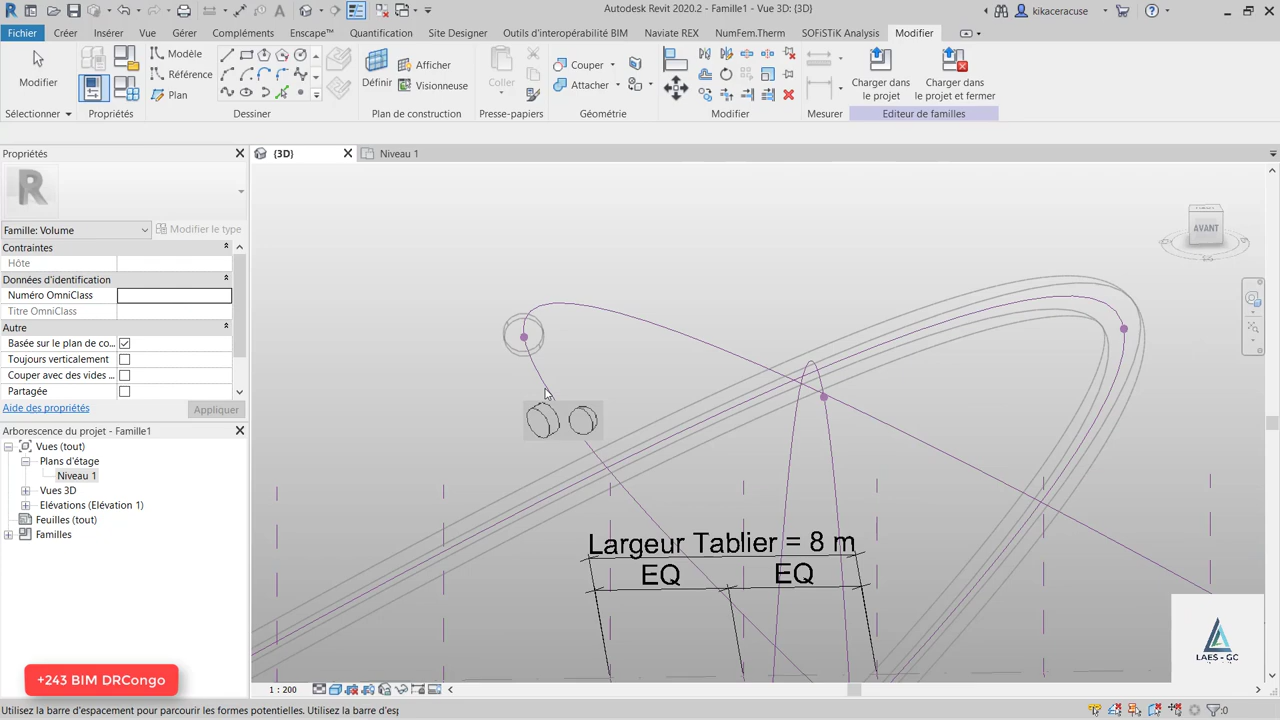 Autodesk Revit 2020.2 - Famille1 - Vue 3D: {3D}
kikaceracuse
Fichier Créer Insérer Vue Gérer Compléments Enscape™ Quantification Site Designer Outils d'interopérabilité BIM Naviate REX NumFem.Therm SOFiSTiK Analysis Modifier
Modifier
Modèle
Référence
Plan
Définir
Afficher
Visionneuse
Coller
Couper
Attacher
Charger dans
le projet
Charger dans
le projet et fermer
Sélectionner Propriétés Dessiner Plan de construction Presse-papiers Géométrie Modifier Mesurer Editeur de familles
Propriétés
{3D}
Niveau 1
R
AVANT
Famille: Volume
Modifier le type
Contraintes
Hôte
Données d'identification
Numéro OmniClass
Titre OmniClass
Autre
Basée sur le plan de co...
Toujours verticalement
Couper avec des vides ...
Partagée
Aide des propriétés
Appliquer
Arborescence du projet - Famille1
Vues (tout)
Plans d'étage
Niveau 1
Vues 3D
Elévations (Elévation 1)
Feuilles (tout)
Familles
Largeur Tablier = 8 m
EQ EQ
LAES - GC
+243 BIM DRCongo
1 : 200
Utilisez la barre d'espacement pour parcourir les formes potentielles. Utilisez la barre d'esp
:0